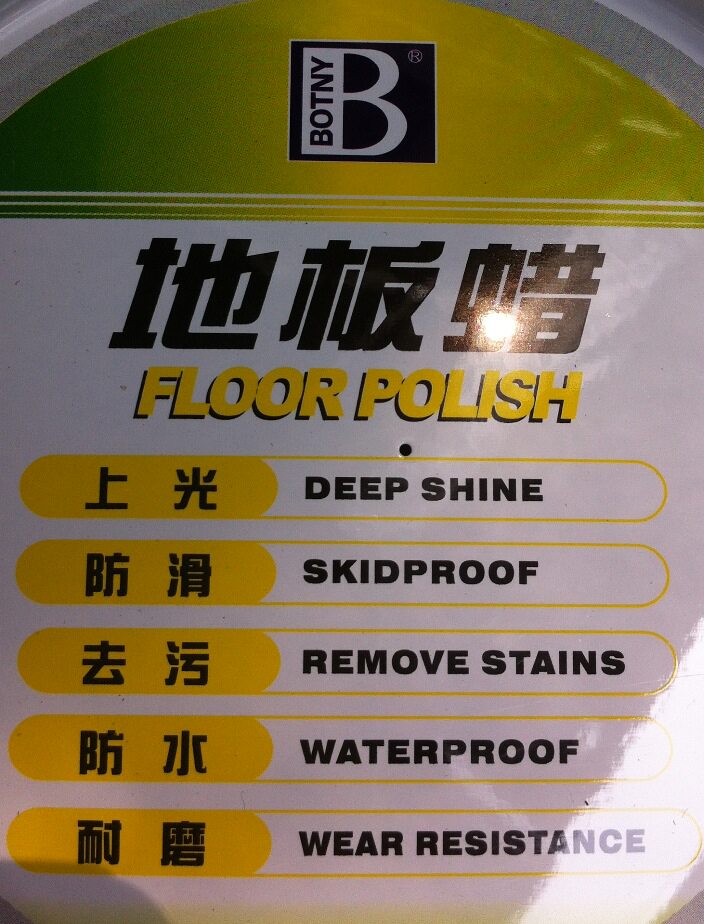 BOTNY
B®
地板蜡
FLOOR POLISH
上光 DEEP SHINE
防滑 SKIDPROOF
去污 REMOVE STAINS
防水 WATERPROOF
耐磨 WEAR RESISTANCE